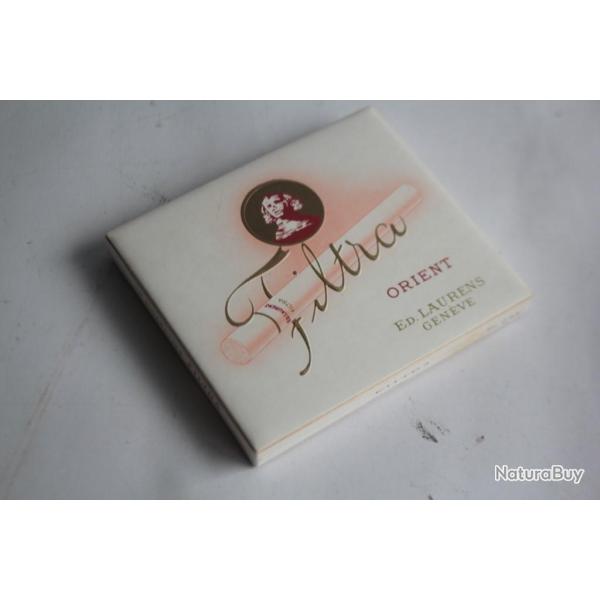 Filtra
ORIENT
ED. LAURENS
GENEVE
NaturaBuy